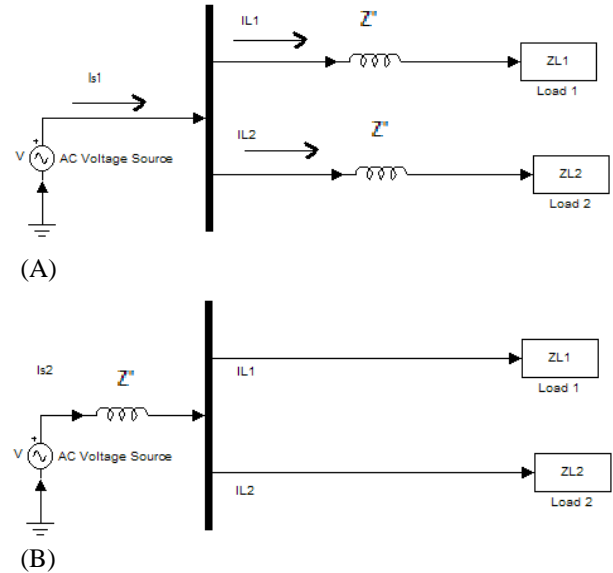 IL1
Z"
ZL1
Load 1
Is1
+
V
AC Voltage Source
IL2
Z"
ZL2
Load 2
(A)
Is2
Z"
IL1
ZL1
Load 1
+
V
AC Voltage Source
IL2
ZL2
Load 2
(B)